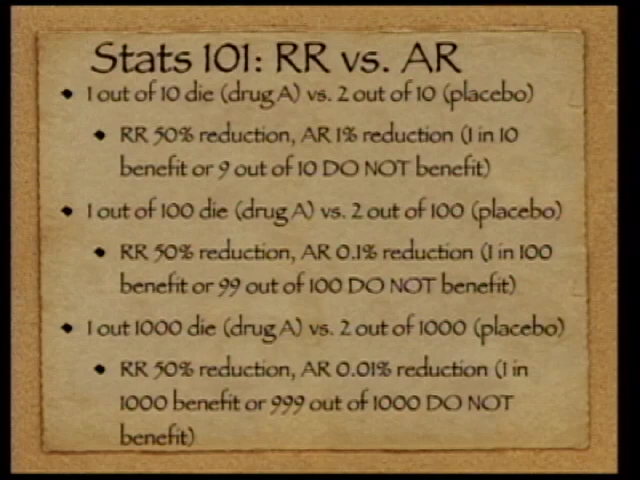 Stats 101: RR vs. AR
• 1 out of 10 die (drug A) vs. 2 out of 10 (placebo)
• RR 50% reduction, AR 1% reduction (1 in 10
benefit or 9 out of 10 DO NOT benefit)
• 1 out of 100 die (drug A) vs. 2 out of 100 (placebo)
• RR 50% reduction, AR 0.1% reduction (1 in 100
benefit or 99 out of 100 DO NOT benefit)
• 1 out 1000 die (drug A) vs. 2 out of 1000 (placebo)
• RR 50% reduction, AR 0.01% reduction (1 in
1000 benefit or 999 out of 1000 DO NOT
benefit)